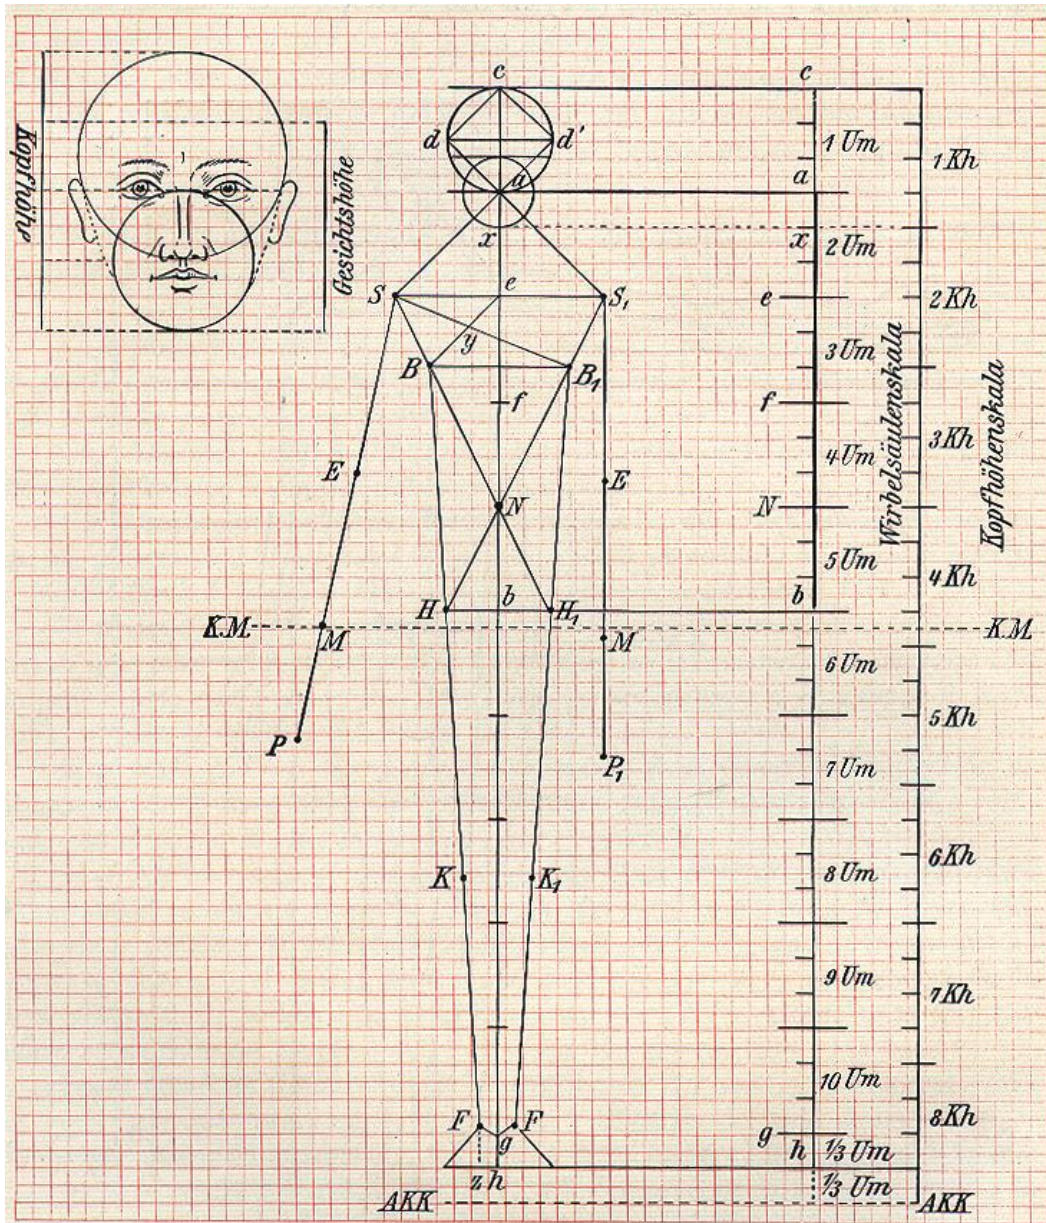 Kopfhöhe
Gesichtshöhe
c c
d d' 1 Um
a a 1 Kh
x x 2 Um
S e S₁ e 2 Kh
y 3 Um
B B₁
f f
3 Kh
E E 4 Um
Wirbelsäulenskala
Kopfhöhenskala
N N
5 Um
4 Kh
H b H₁ b
K.M. M M K.M.
6 Um
5 Kh
P P₁ 7 Um
6 Kh
K K₁ 8 Um
9 Um 7 Kh
10 Um
F F 8 Kh
g g h 1/3 Um
z h 1/3 Um
AKK AKK